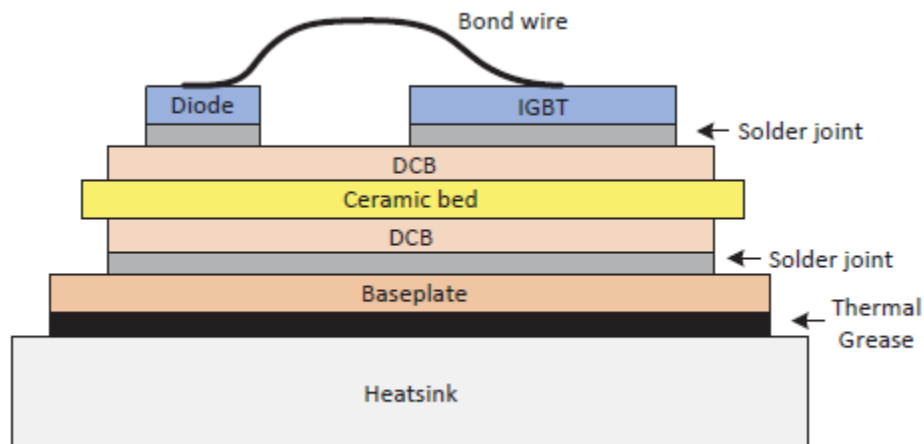 Bond wire
Diode
IGBT
Solder joint
DCB
Ceramic bed
DCB
Solder joint
Baseplate
Thermal
Grease
Heatsink